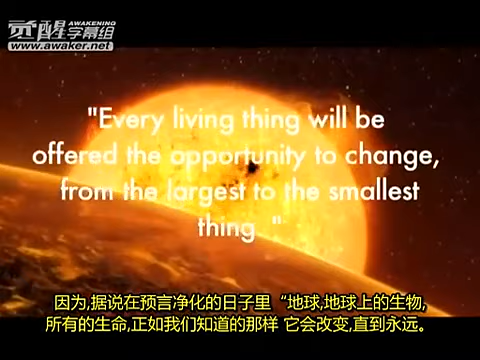 觉醒字幕组
AWAKENING
www.awaker.net
"Every living thing will be
offered the opportunity to change,
from the largest to the smallest
thing "
因为,据说在预言净化的日子里“地球,地球上的生物,
所有的生命,正如我们知道的那样 它会改变,直到永远。